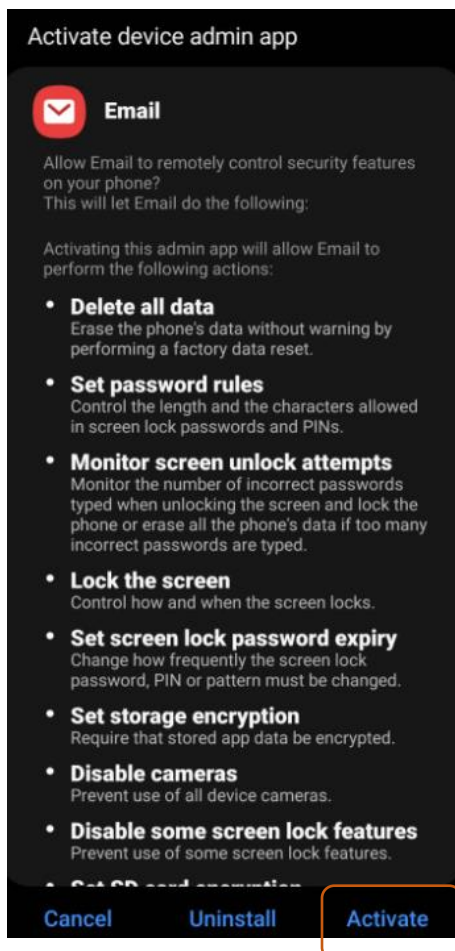 Activate device admin app
Email
Allow Email to remotely control security features
on your phone?
This will let Email do the following:
Activating this admin app will allow Email to
perform the following actions:
• Delete all data
Erase the phone's data without warning by
performing a factory data reset.
• Set password rules
Control the length and the characters allowed
in screen lock passwords and PINs.
• Monitor screen unlock attempts
Monitor the number of incorrect passwords
typed when unlocking the screen and lock the
phone or erase all the phone's data if too many
incorrect passwords are typed.
• Lock the screen
Control how and when the screen locks.
• Set screen lock password expiry
Change how frequently the screen lock
password, PIN or pattern must be changed.
• Set storage encryption
Require that stored app data be encrypted.
• Disable cameras
Prevent use of all device cameras.
• Disable some screen lock features
Prevent use of some screen lock features.
• Set SD card encryption
Cancel Uninstall Activate